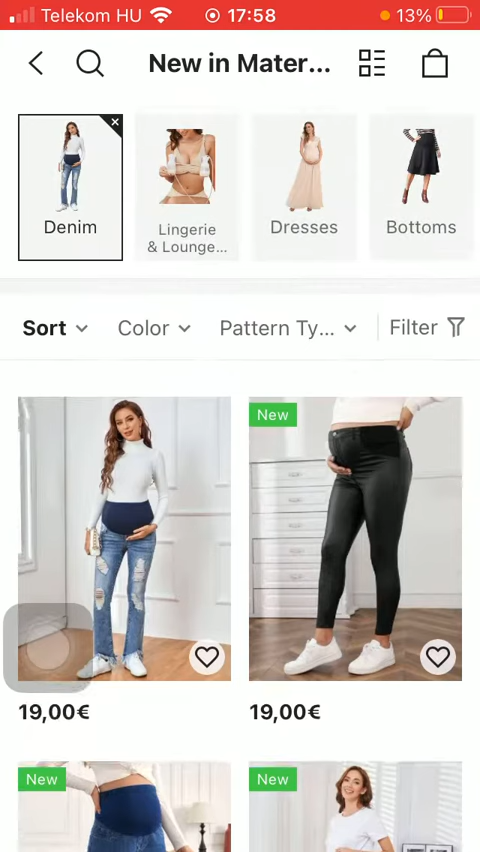 Telekom HU 17:58 13%
New in Mater...
Denim
Lingerie
& Lounge...
Dresses
Bottoms
Sort Color Pattern Ty... Filter
New
19,00€ 19,00€
New New